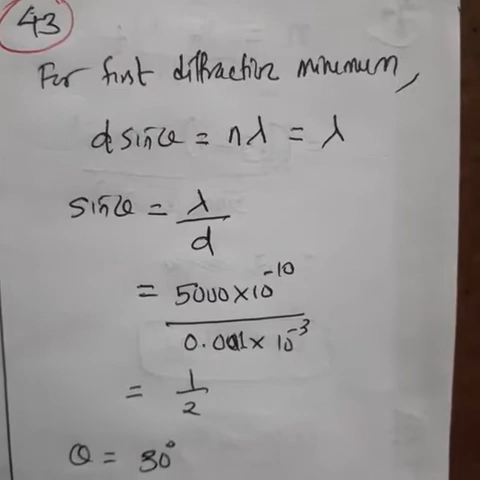 43
For first diffraction minimum,
d sinθ = nλ = λ
sinθ = λ/d
= 5000×10⁻¹⁰/0.001×10⁻³
= 1/2
θ = 30°